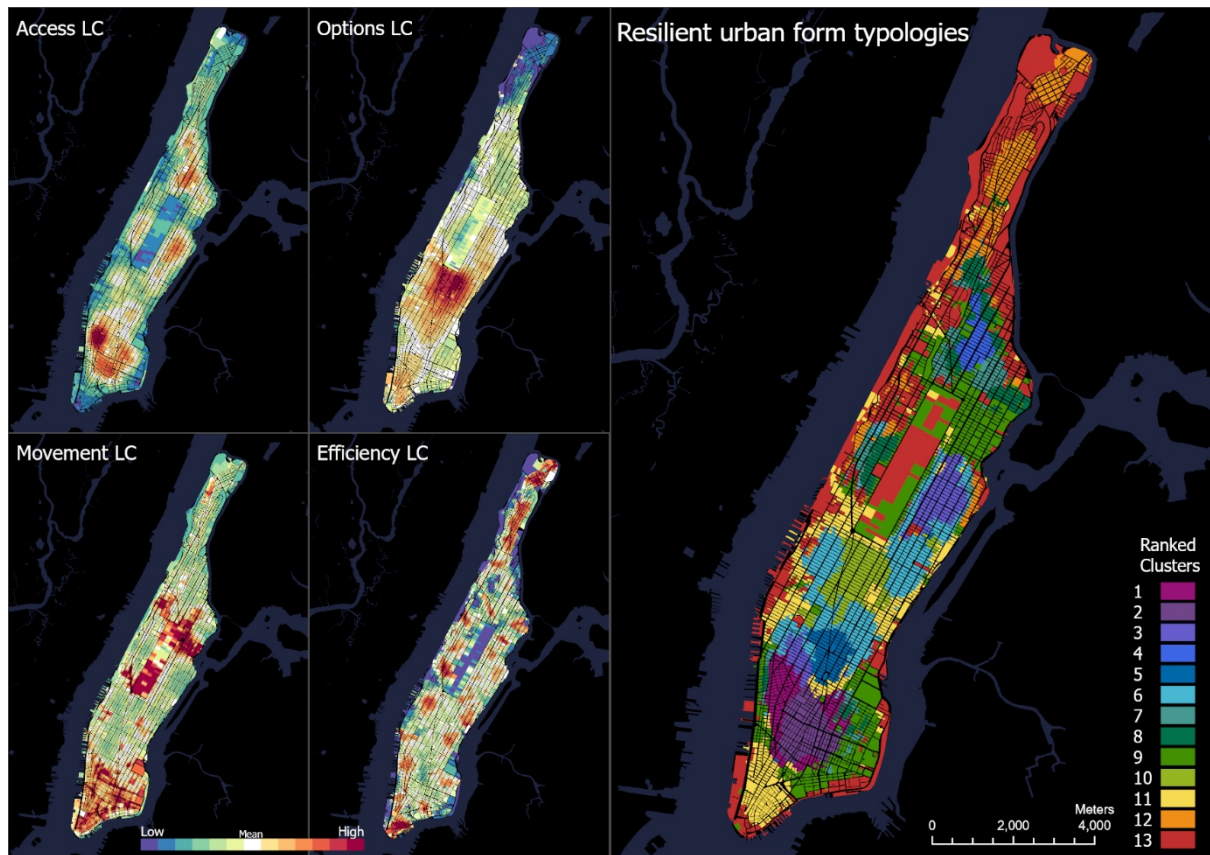 Access LC
Options LC
Resilient urban form typologies
Movement LC
Efficiency LC
Low
Mean
High
Ranked
Clusters
1
2
3
4
5
6
7
8
9
10
11
12
13
Meters
0 2,000 4,000